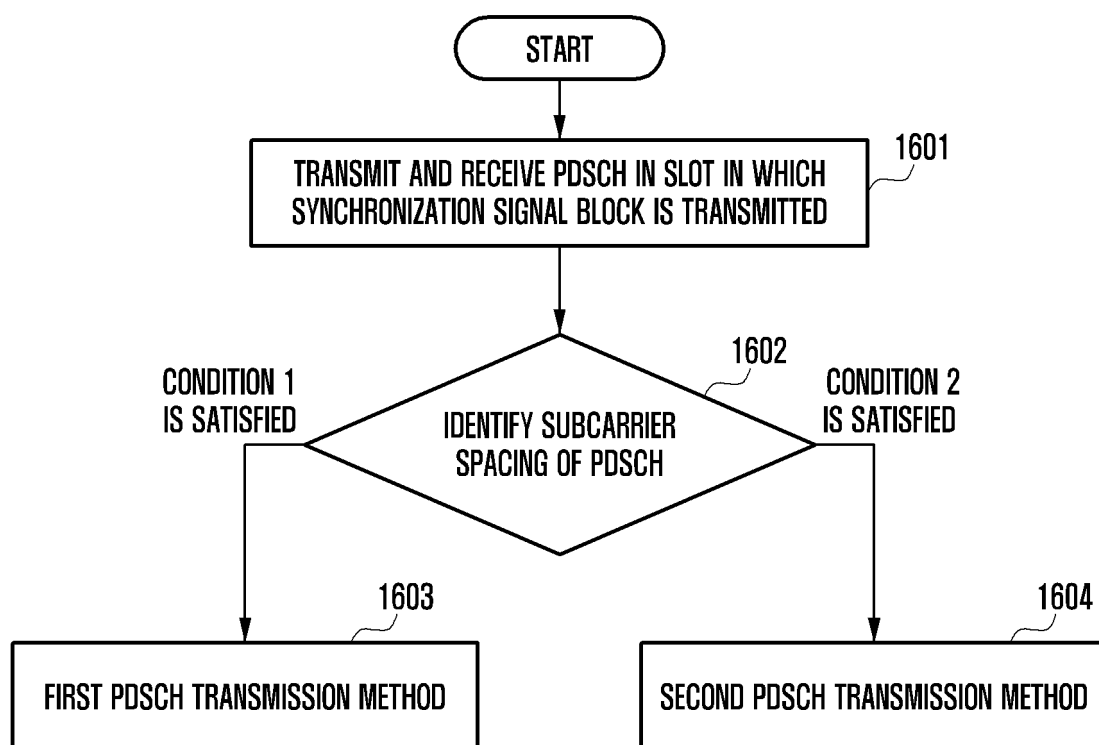 START
1601
TRANSMIT AND RECEIVE PDSCH IN SLOT IN WHICH
SYNCHRONIZATION SIGNAL BLOCK IS TRANSMITTED
1602
CONDITION 1
IS SATISFIED
IDENTIFY SUBCARRIER
SPACING OF PDSCH
CONDITION 2
IS SATISFIED
1603
FIRST PDSCH TRANSMISSION METHOD
1604
SECOND PDSCH TRANSMISSION METHOD